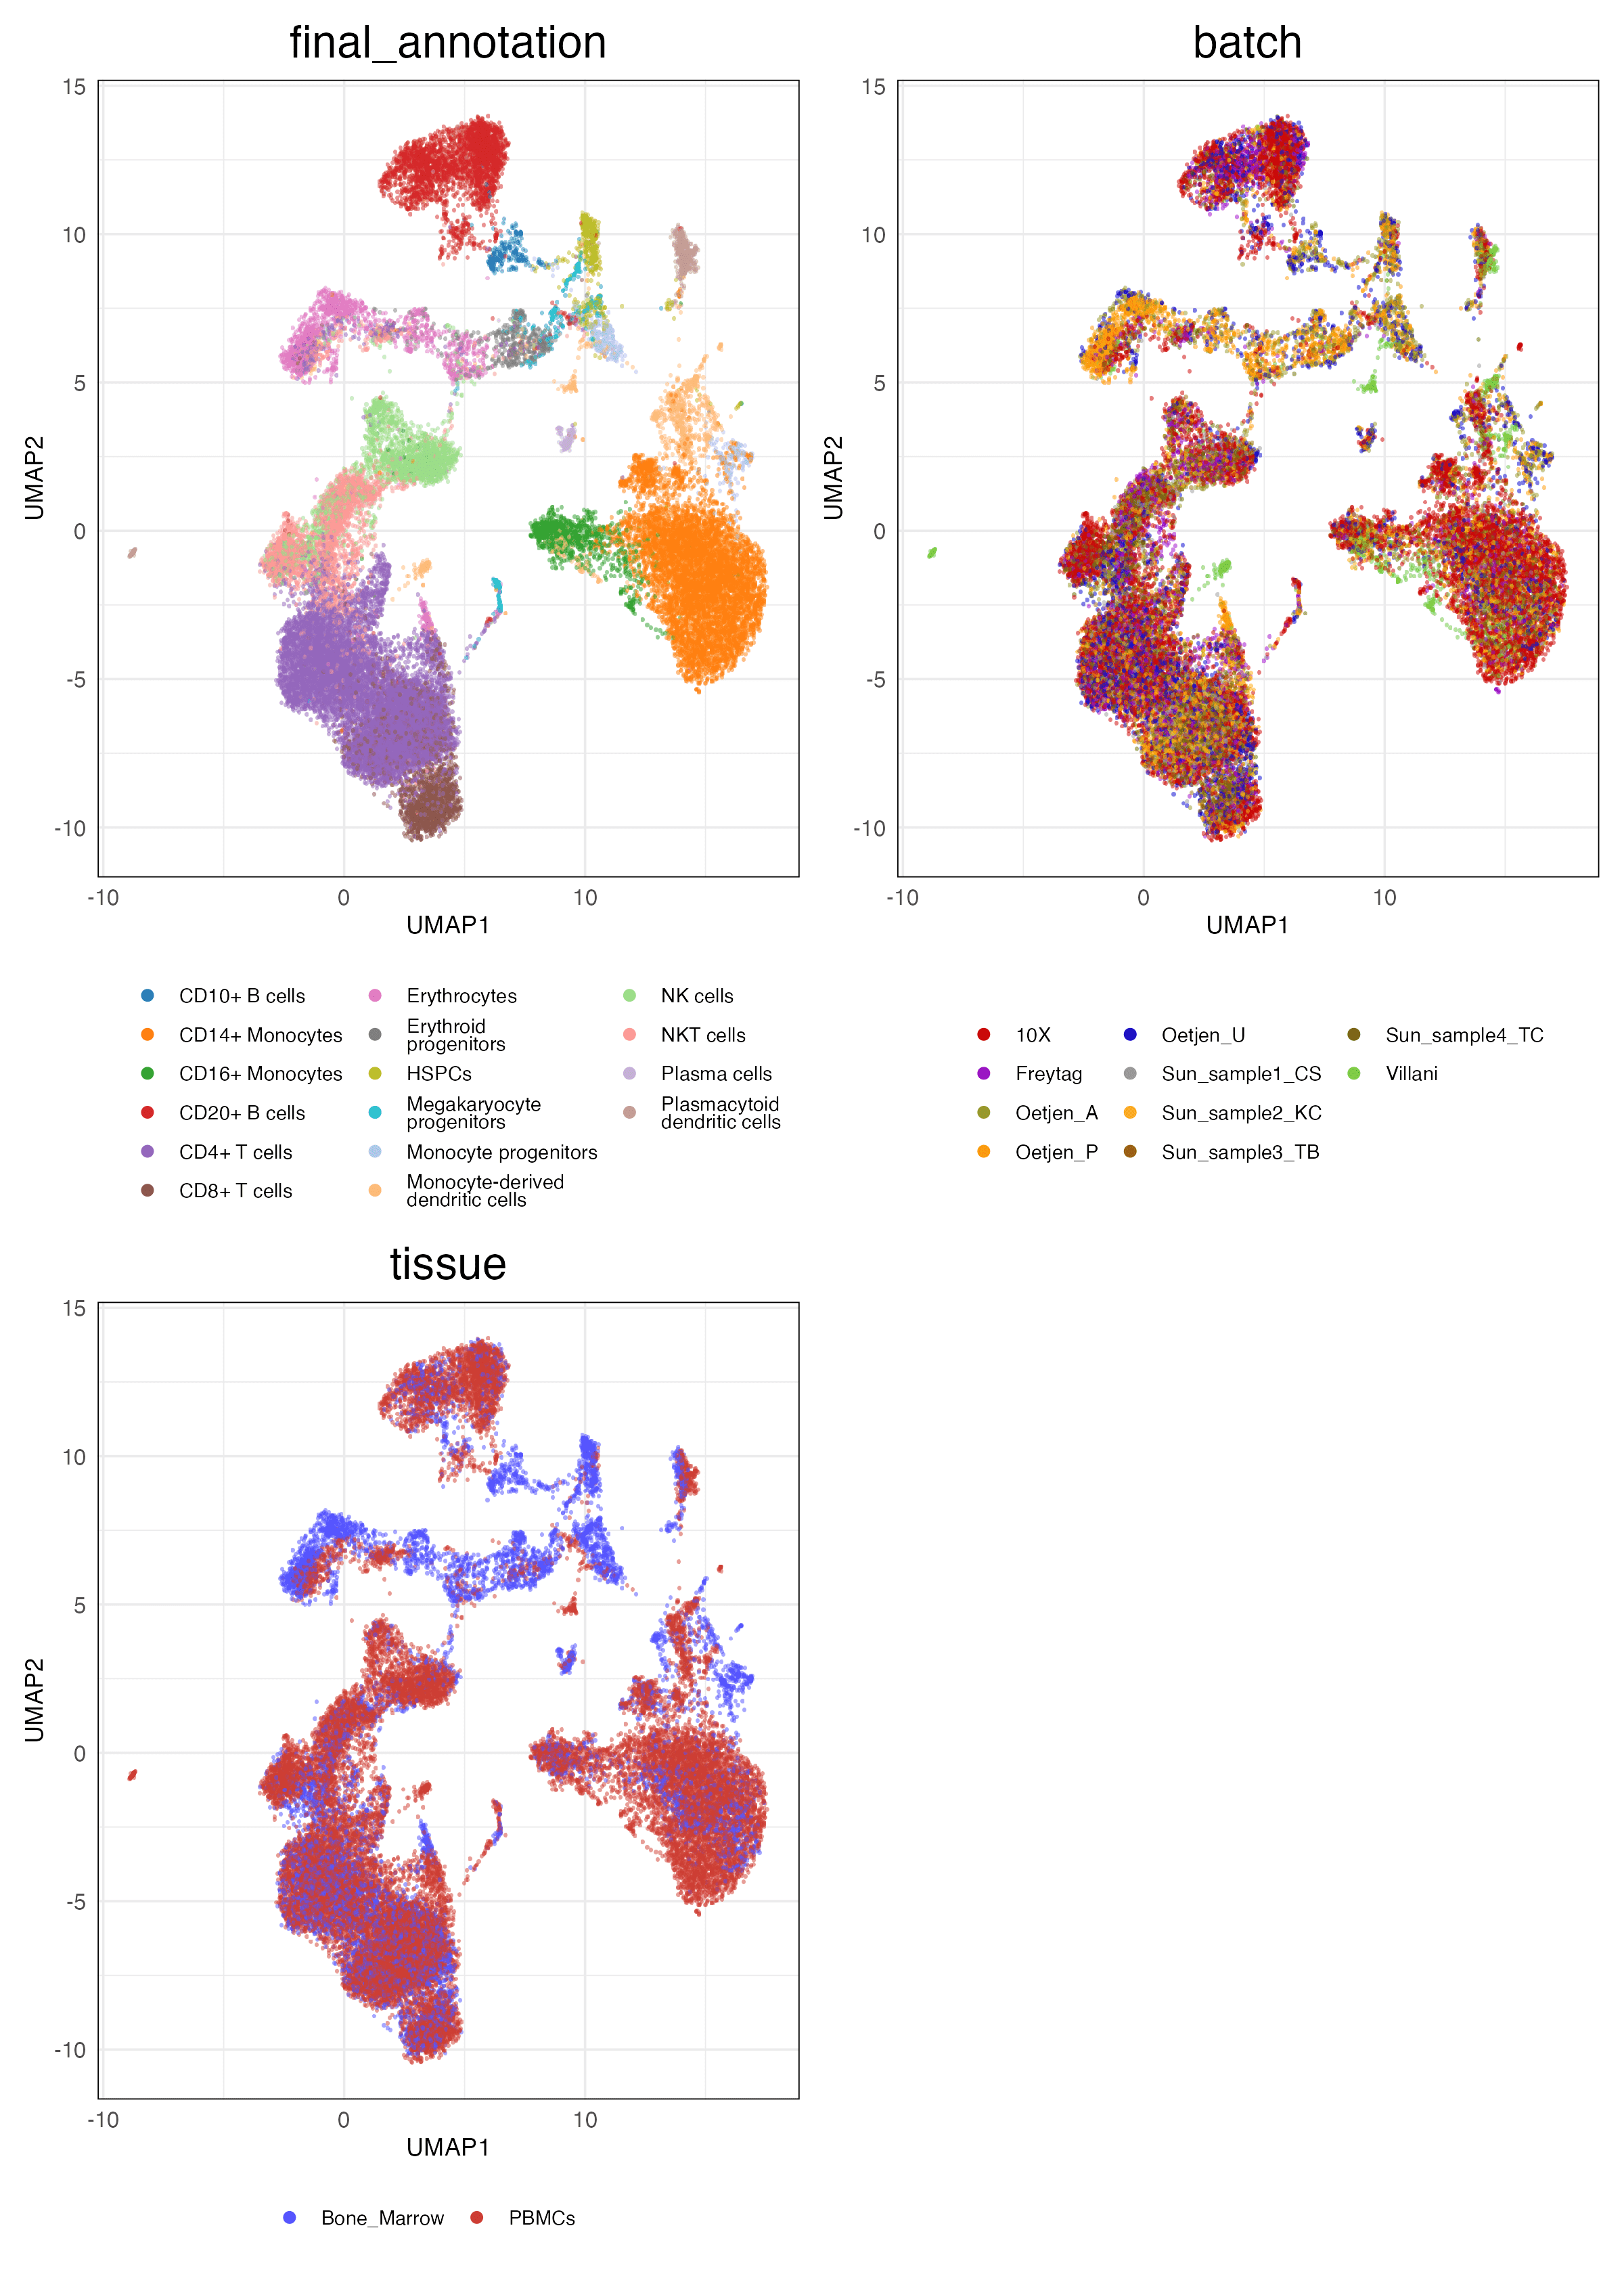 final_annotation
15
10
5
0
-5
-10
UMAP2
-10
0
10
UMAP1
CD10+ B cells
CD14+ Monocytes
CD16+ Monocytes
CD20+ B cells
CD4+ T cells
CD8+ T cells
Erythrocytes
Erythroid
progenitors
HSPCs
Megakaryocyte
progenitors
Monocyte progenitors
Monocyte-derived
dendritic cells
NK cells
NKT cells
Plasma cells
Plasmacytoid
dendritic cells
batch
15
10
5
0
-5
-10
UMAP2
-10
0
10
UMAP1
10X
Freytag
Oetjen_A
Oetjen_P
Oetjen_U
Sun_sample1_CS
Sun_sample2_KC
Sun_sample3_TB
Sun_sample4_TC
Villani
tissue
15
10
5
0
-5
-10
UMAP2
-10
0
10
UMAP1
Bone_Marrow
PBMCs